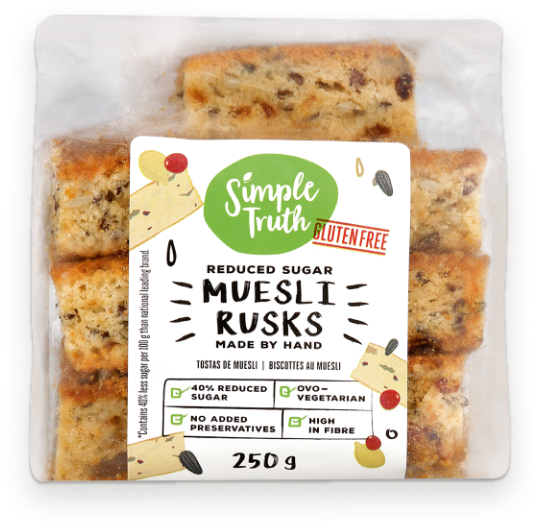 Simple
Truth
GLUTEN FREE
REDUCED SUGAR
MUESLI
RUSKS
MADE BY HAND
TOSTAS DE MUESLI | BISCOTTES AU MUESLI
40% REDUCED
SUGAR
OVO-
VEGETARIAN
NO ADDED
PRESERVATIVES
HIGH
IN FIBRE
250g
*Contains 40% less sugar per 100 g than national leading brand.